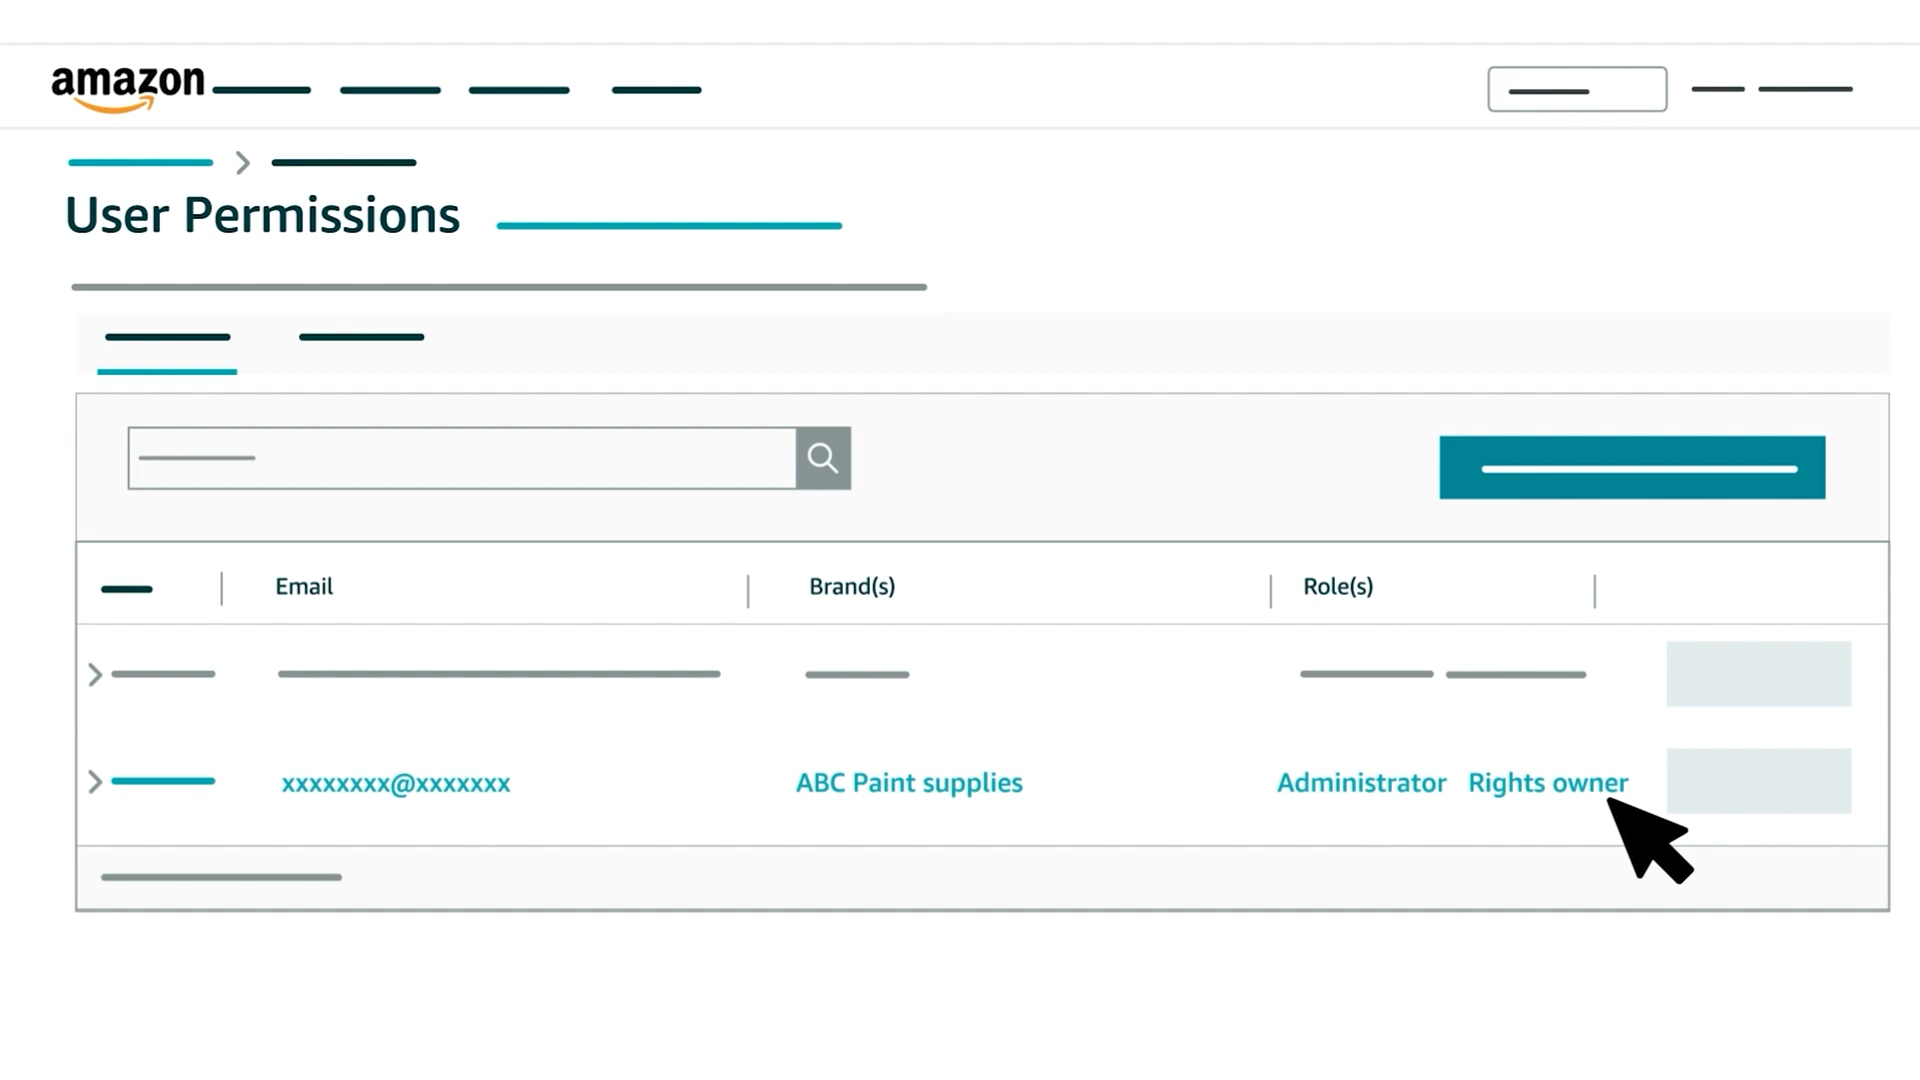 amazon
User Permissions
Email Brand(s) Role(s)
xxxxxxxx@xxxxxxx ABC Paint supplies Administrator Rights owner